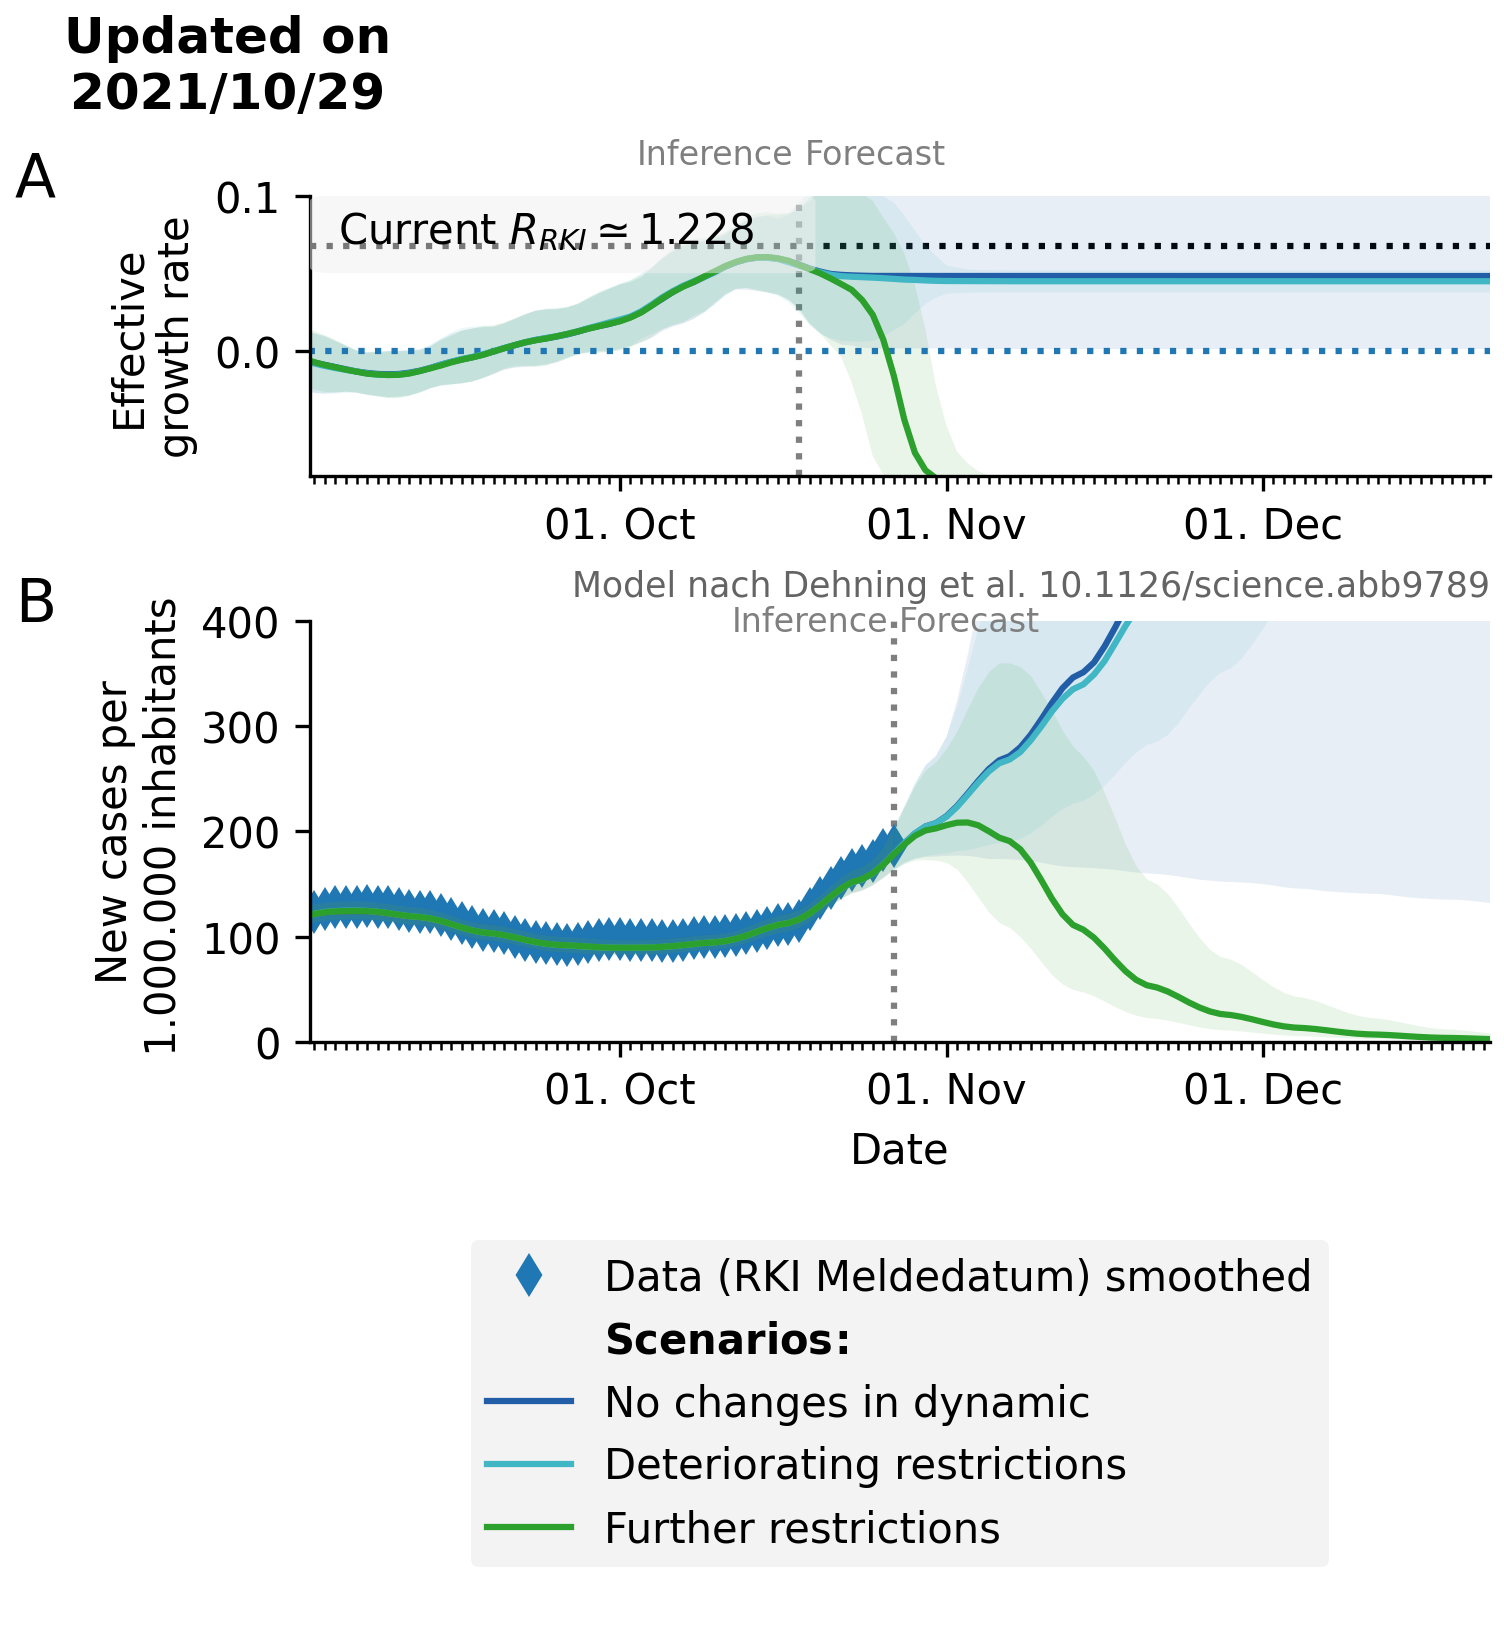 Updated on
2021/10/29
A
Inference Forecast
Effective
growth rate
0.1
0.0
Current R_RKI ≃ 1.228
01. Oct
01. Nov
01. Dec
B
Model nach Dehning et al. 10.1126/science.abb9789
Inference Forecast
New cases per
1.000.000 inhabitants
400
300
200
100
0
01. Oct
01. Nov
01. Dec
Date
Data (RKI Meldedatum) smoothed
Scenarios:
No changes in dynamic
Deteriorating restrictions
Further restrictions